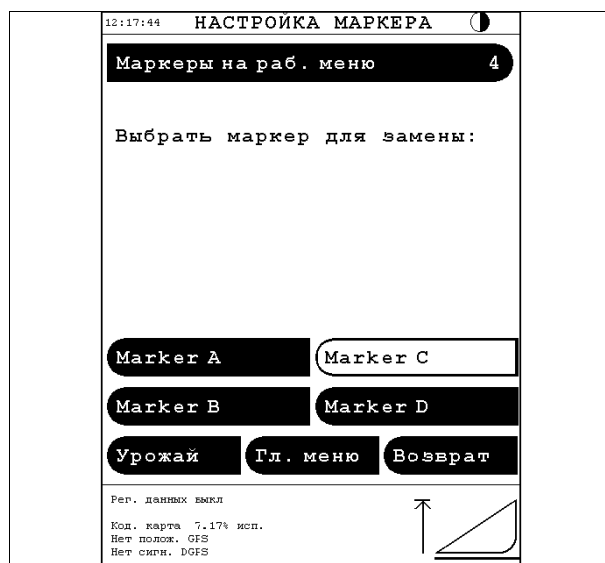 12:17:44 НАСТРОЙКА МАРКЕРА
Маркеры на раб. меню 4
Выбрать маркер для замены:
Marker A Marker C
Marker B Marker D
Урожай Гл. меню Возврат
Рег. данных выкл
Код. карта 7.17% исп.
Нет полож. GPS
Нет сигн. DGPS